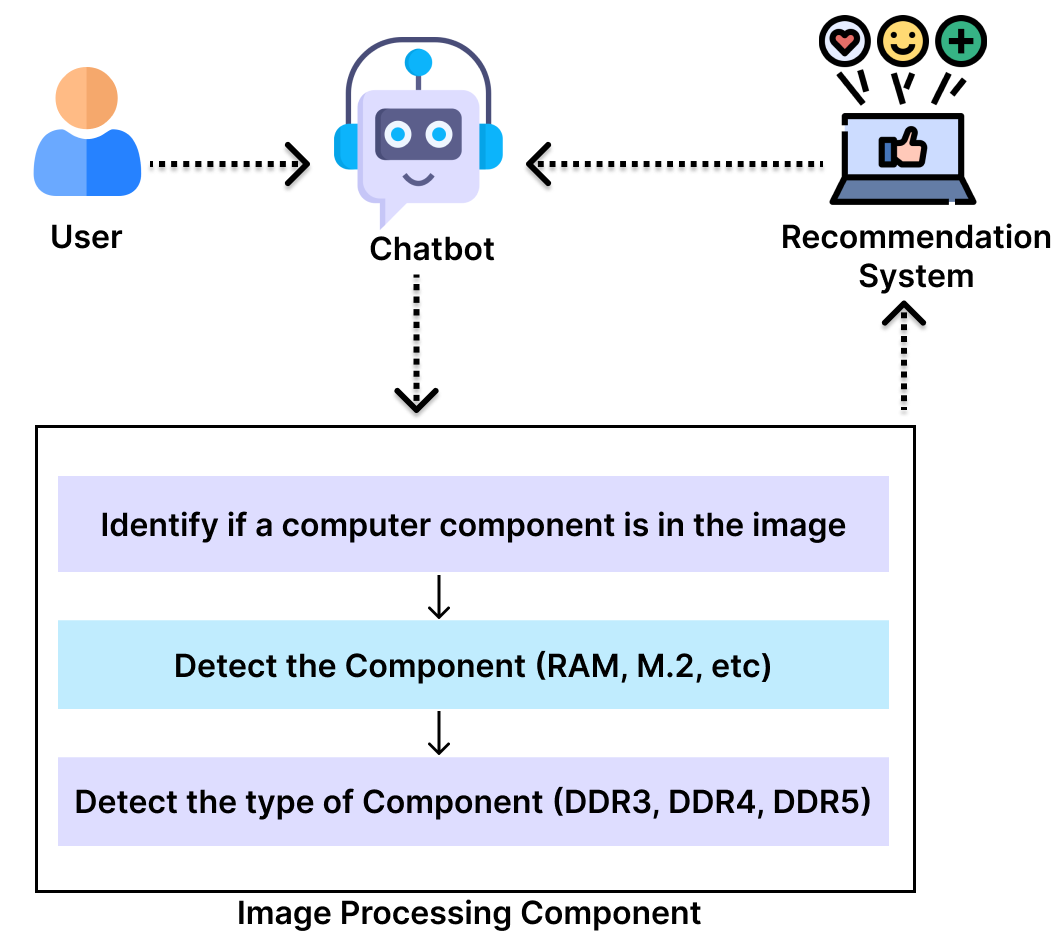 User
Chatbot
Recommendation
System
Identify if a computer component is in the image
Detect the Component (RAM, M.2, etc)
Detect the type of Component (DDR3, DDR4, DDR5)
Image Processing Component